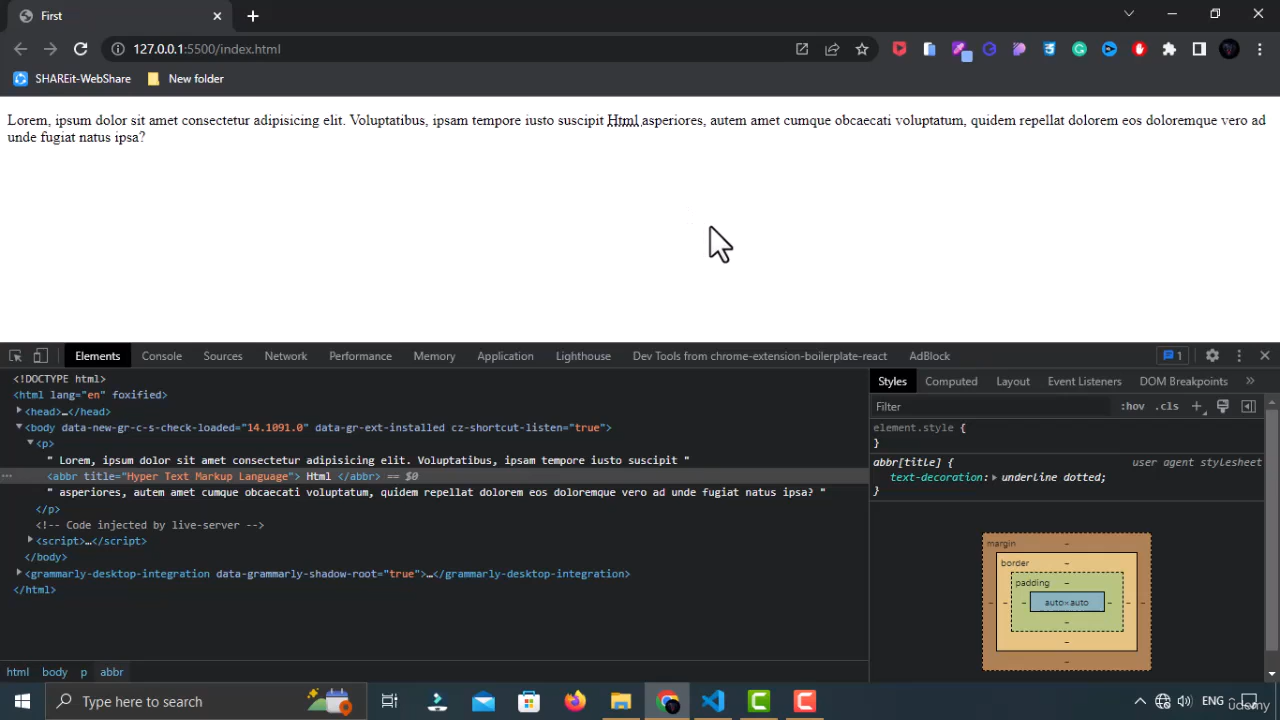 First
127.0.0.1:5500/index.html
SHAREit-WebShare New folder
Lorem, ipsum dolor sit amet consectetur adipisicing elit. Voluptatibus, ipsam tempore iusto suscipit Html asperiores, autem amet cumque obcaecati voluptatum, quidem repellat dolorem eos doloremque vero ad
unde fugiat natus ipsa?
Elements Console Sources Network Performance Memory Application Lighthouse Dev Tools from chrome-extension-boilerplate-react AdBlock 1
<!DOCTYPE html>
<html lang="en" foxified>
<head>…</head>
<body data-new-gr-c-s-check-loaded="14.1091.0" data-gr-ext-installed cz-shortcut-listen="true">
<p>
" Lorem, ipsum dolor sit amet consectetur adipisicing elit. Voluptatibus, ipsam tempore iusto suscipit "
<abbr title="Hyper Text Markup Language"> Html </abbr> == $0
" asperiores, autem amet cumque obcaecati voluptatum, quidem repellat dolorem eos doloremque vero ad unde fugiat natus ipsa? "
</p>
<!-- Code injected by live-server -->
<script>…</script>
</body>
<grammarly-desktop-integration data-grammarly-shadow-root="true">…</grammarly-desktop-integration>
</html>
html body p abbr
Styles Computed Layout Event Listeners DOM Breakpoints
Filter :hov .cls
element.style {
}
abbr[title] { user agent stylesheet
text-decoration: underline dotted;
}
margin -
border -
padding -
- - - auto×auto - - -
-
-
-
Type here to search
ENG
Udemy